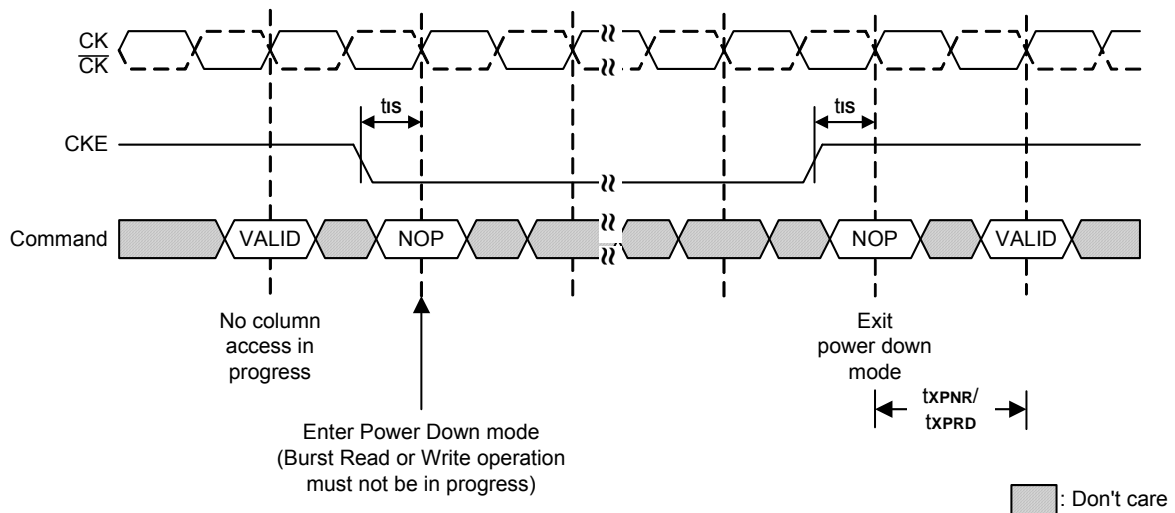 CK
CK
tIS
tIS
CKE
Command
VALID
NOP
NOP
VALID
No column
access in
progress
Exit
power down
mode
tXPNR/
tXPRD
Enter Power Down mode
(Burst Read or Write operation
must not be in progress)
: Don't care